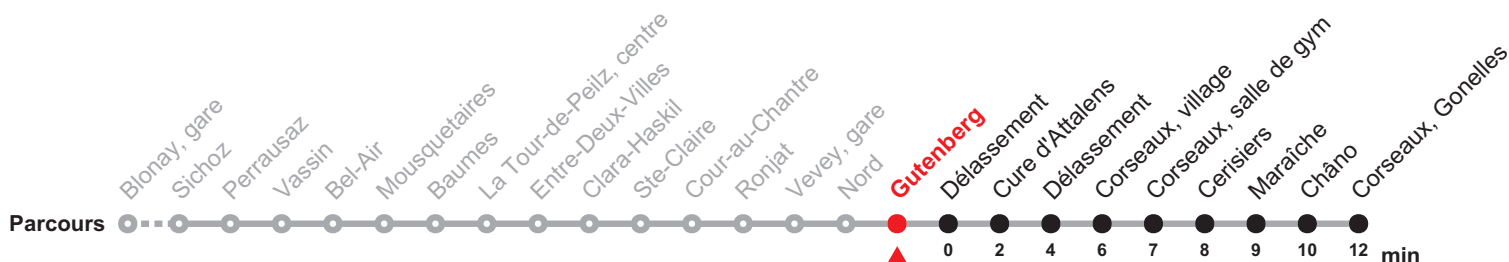 Blonay, gare
Sichoz
Perrausaz
Vassin
Bel-Air
Mousquetaires
Baumes
La Tour-de-Peilz, centre
Entre-Deux-Villes
Clara-Haskil
Ste-Claire
Cour-au-Chantre
Ronjat
Vevey, gare
Nord
Gutenberg
Délassement
Cure d'Attalens
Délassement
Corseaux, village
Corseaux, salle de gym
Cerisiers
Maraîche
Châno
Corseaux, Gonelles
Parcours
0 2 4 6 7 8 9 10 12 min